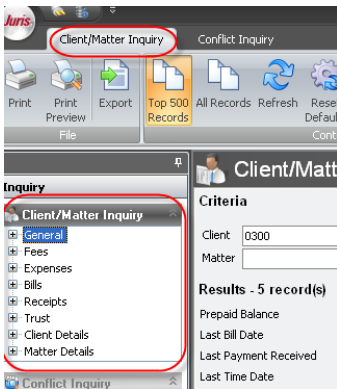 Juris
Client/Matter Inquiry Conflict Inquiry
Print Print Preview Export Top 500 Records All Records Refresh
File
Inquiry
Client/Matter Inquiry
General
Fees
Expenses
Bills
Receipts
Trust
Client Details
Matter Details
Conflict Inquiry
Client/Matt
Criteria
Client 0300
Matter
Results - 5 record(s)
Prepaid Balance
Last Bill Date
Last Payment Received
Last Time Date